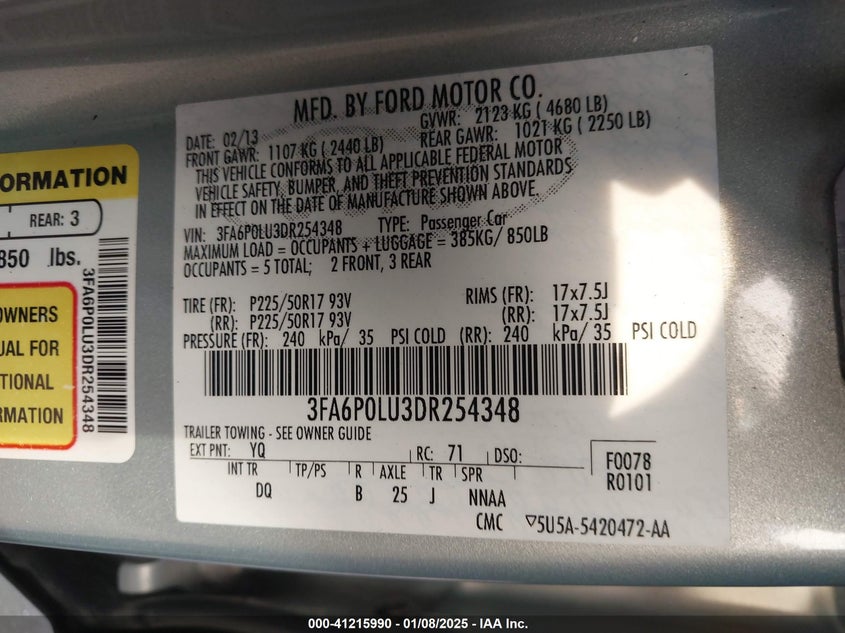 MFD. BY FORD MOTOR CO.
DATE: 02/13
GVWR: 2123 KG ( 4680 LB)
FRONT GAWR: 1107 KG ( 2440 LB)
REAR GAWR: 1021 KG ( 2250 LB)
THIS VEHICLE CONFORMS TO ALL APPLICABLE FEDERAL MOTOR
VEHICLE SAFETY, BUMPER, AND THEFT PREVENTION STANDARDS
IN EFFECT ON THE DATE OF MANUFACTURE SHOWN ABOVE.
VIN: 3FA6P0LU3DR254348 TYPE: Passenger Car
MAXIMUM LOAD = OCCUPANTS + LUGGAGE = 385KG/ 850LB
OCCUPANTS = 5 TOTAL; 2 FRONT, 3 REAR
TIRE (FR): P225/50R17 93V RIMS (FR): 17x7.5J
(RR): P225/50R17 93V (RR): 17x7.5J
PRESSURE (FR): 240 kPa/ 35 PSI COLD (RR): 240 kPa/ 35 PSI COLD
3FA6P0LU3DR254348
TRAILER TOWING - SEE OWNER GUIDE
EXT PNT: YQ RC: 71 DSO:
INT TR TP/PS R AXLE TR SPR
DQ B 25 J NNAA
F0078
R0101
CMC ▽5U5A-5420472-AA
ORMATION
REAR: 3
850 lbs.
OWNERS
UAL FOR
ITIONAL
RMATION
3FA6P0LU3DR254348
000-41215990 - 01/08/2025 - IAA Inc.